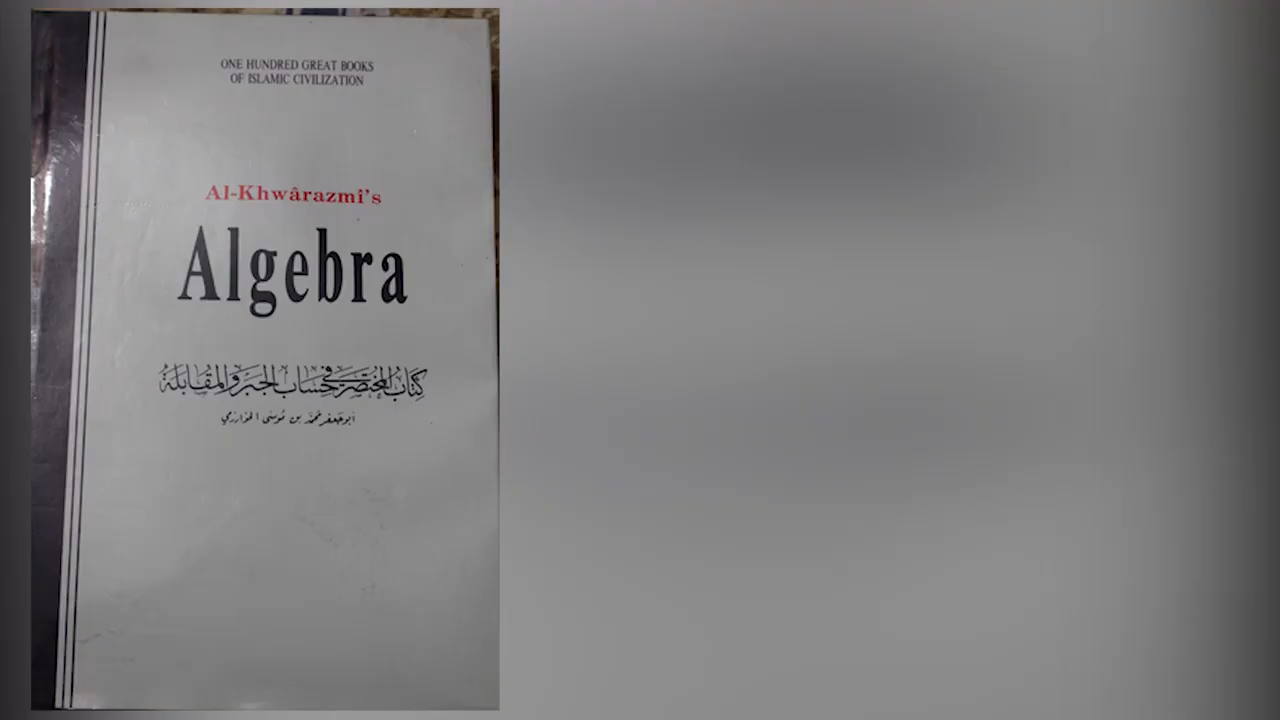 ONE HUNDRED GREAT BOOKS
OF ISLAMIC CIVILIZATION
Al-Khwârazmî's
Algebra
كتاب المختصر في حساب الجبر والمقابلة
أبو جعفر محمد بن موسى الخوارزمي